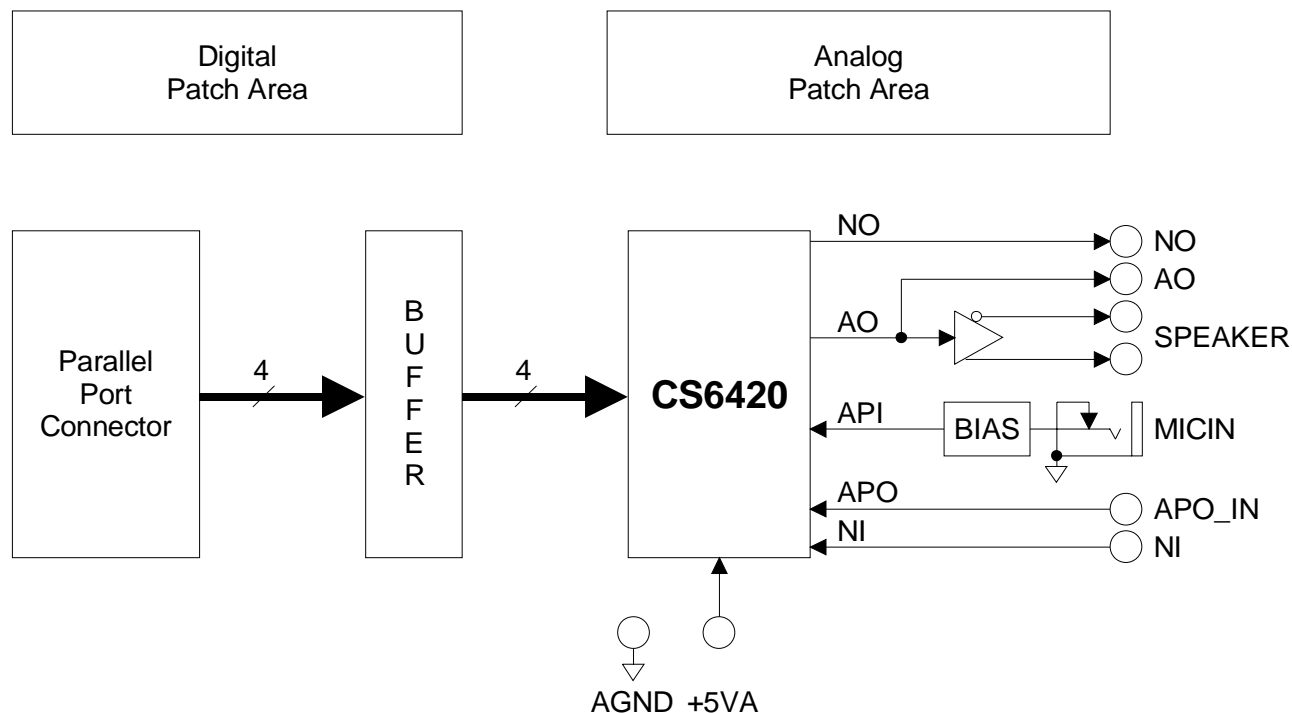 Digital
Patch Area
Analog
Patch Area
Parallel
Port
Connector
4
B
U
F
F
E
R
4
CS6420
NO
NO
AO
AO
SPEAKER
API
BIAS
MICIN
APO
APO_IN
NI
NI
AGND +5VA